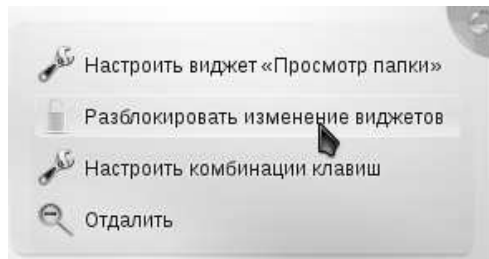 Настроить виджет «Просмотр папки»
Разблокировать изменение виджетов
Настроить комбинации клавиш
Отдалить